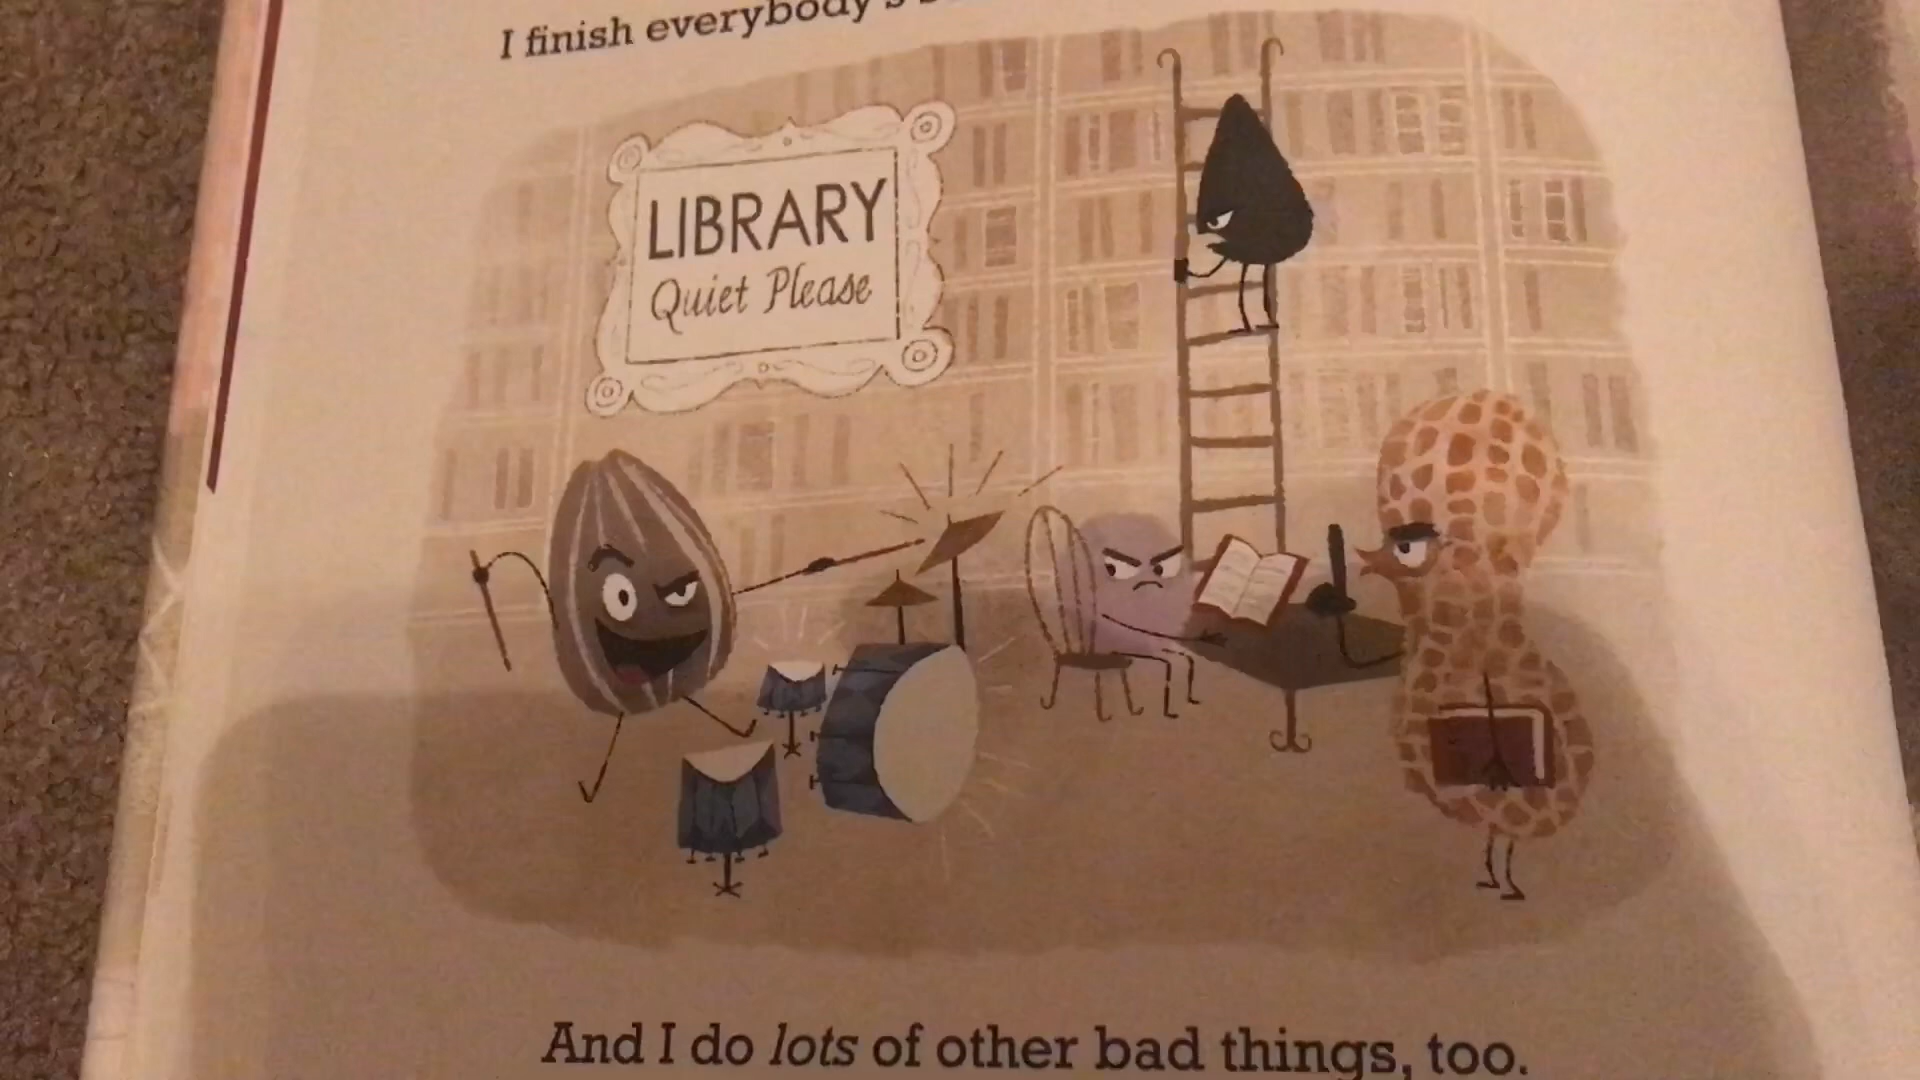 I finish everybody's
LIBRARY
Quiet Please
And I do lots of other bad things, too.